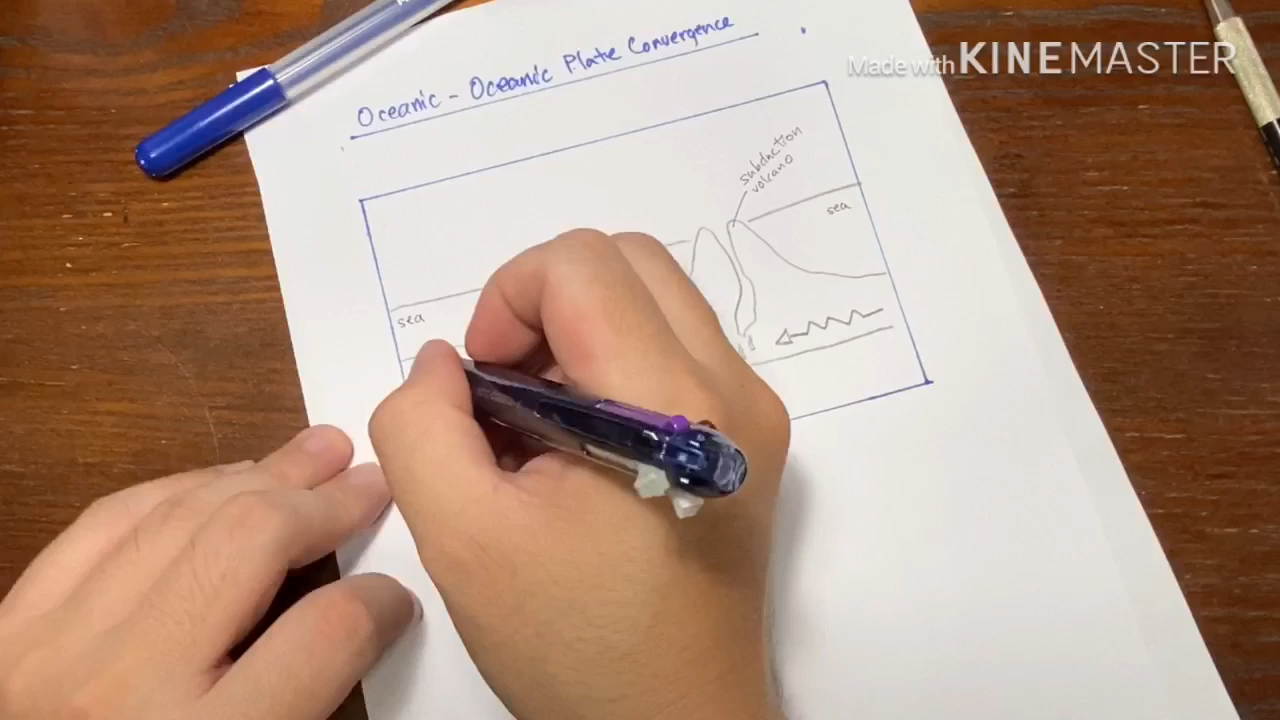 Made with KINEMASTER
Oceanic - Oceanic Plate Convergence
subduction
volcano
sea
sea